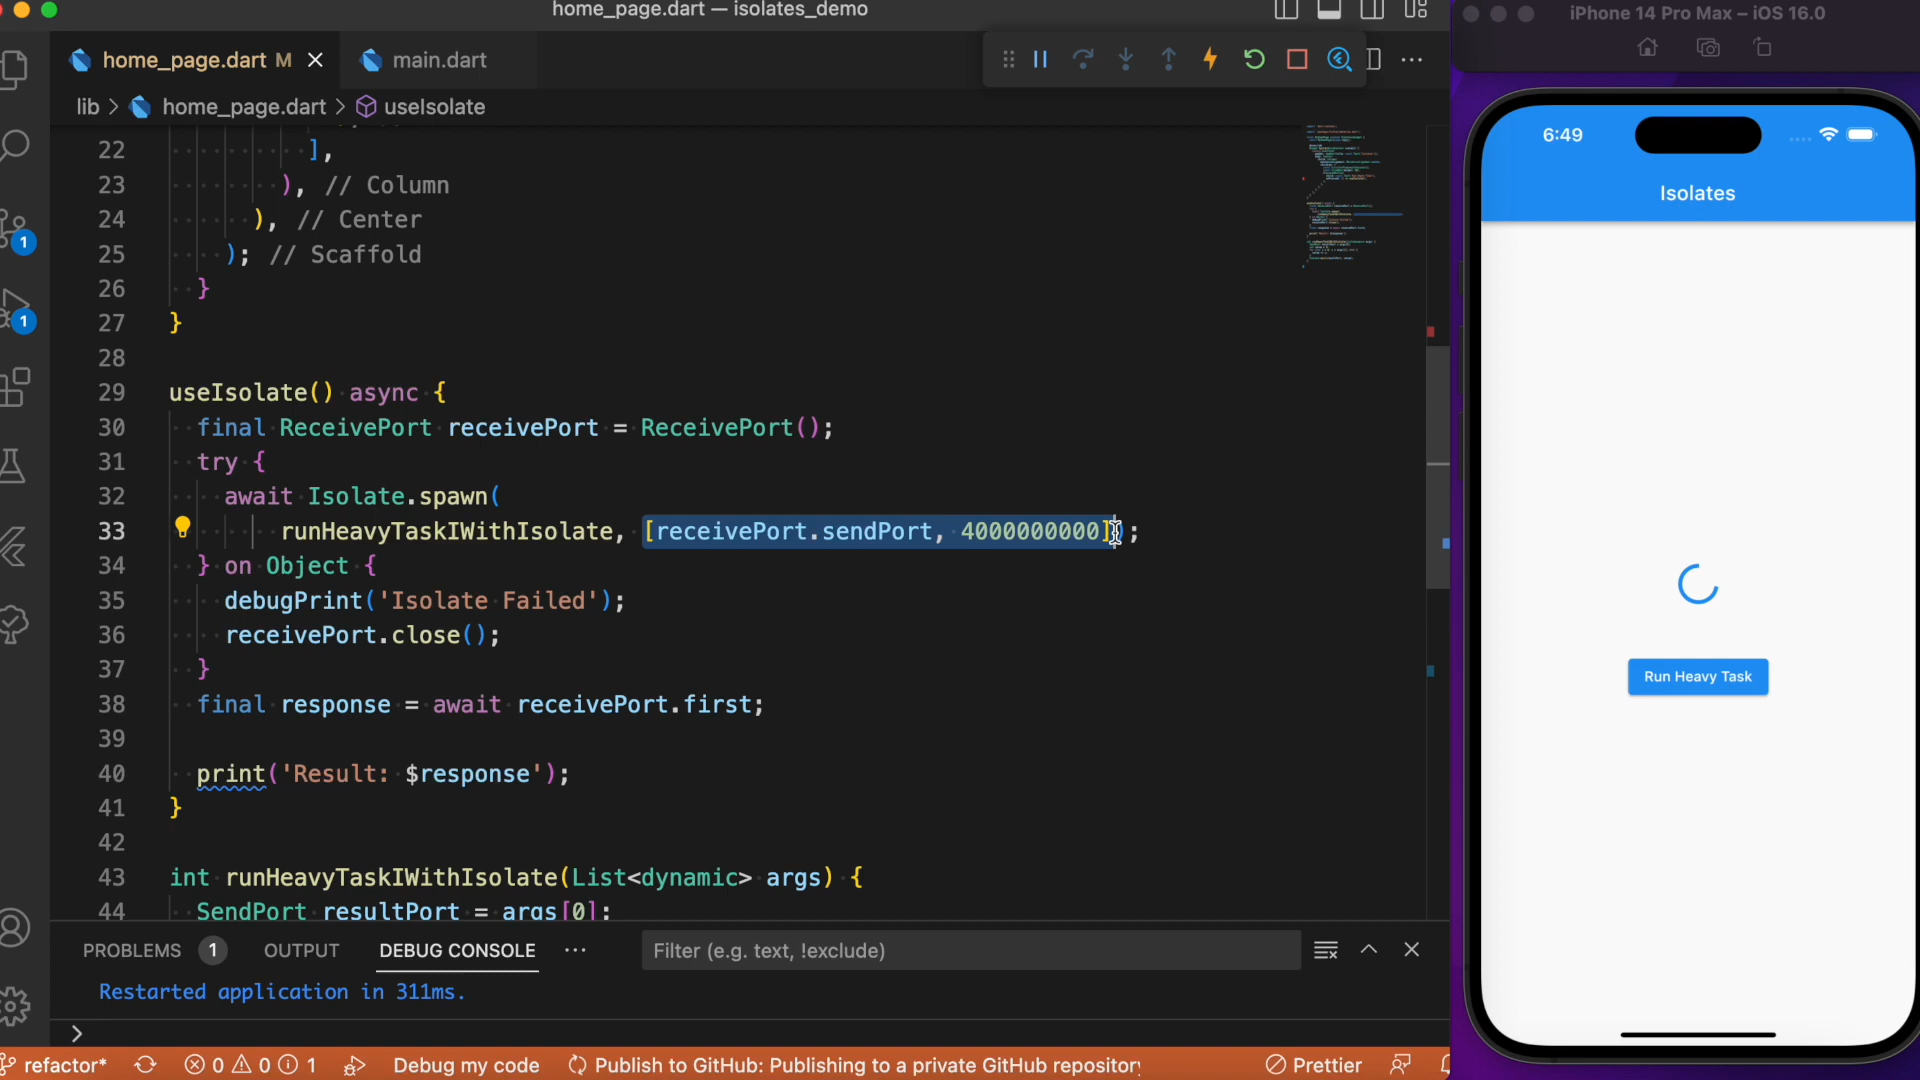 home_page.dart — isolates_demo
iPhone 14 Pro Max – iOS 16.0
home_page.dart M
main.dart
lib > home_page.dart > useIsolate
22 ],
23 ), // Column
24 ), // Center
25 ); // Scaffold
26 }
27 }
28
29 useIsolate() async {
30 final ReceivePort receivePort = ReceivePort();
31 try {
32 await Isolate.spawn(
33 runHeavyTaskIWithIsolate, [receivePort.sendPort, 4000000000]);
34 } on Object {
35 debugPrint('Isolate Failed');
36 receivePort.close();
37 }
38 final response = await receivePort.first;
39
40 print('Result: $response');
41 }
42
43 int runHeavyTaskIWithIsolate(List<dynamic> args) {
44 SendPort resultPort = args[0];
1
1
PROBLEMS 1 OUTPUT DEBUG CONSOLE ··· Filter (e.g. text, !exclude)
Restarted application in 311ms.
>
refactor* 0 0 1 Debug my code Publish to GitHub: Publishing to a private GitHub repository Prettier
6:49
Isolates
Run Heavy Task